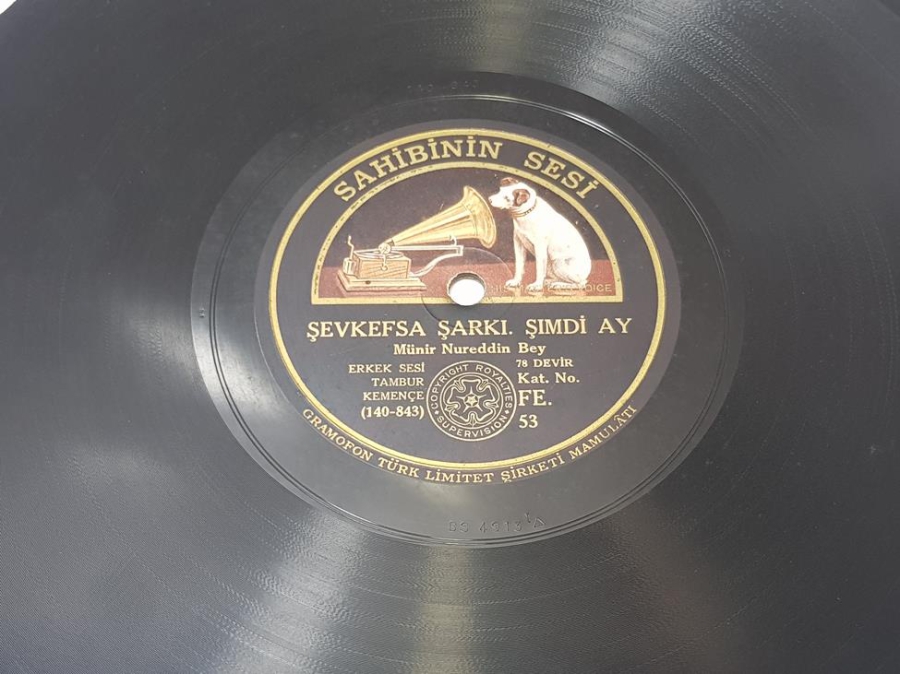 SAHİBİNİN SESİ
ŞEVKEFSA ŞARKI. ŞIMDİ AY
Münir Nureddin Bey
ERKEK SESİ
TAMBUR
KEMENÇE
(140-843)
COPYRIGHT ROYALTIES
SUPERVISION
78 DEVİR
Kat. No.
FE.
53
GRAMOFON TÜRK LİMİTET ŞİRKETİ MAMULÂTI